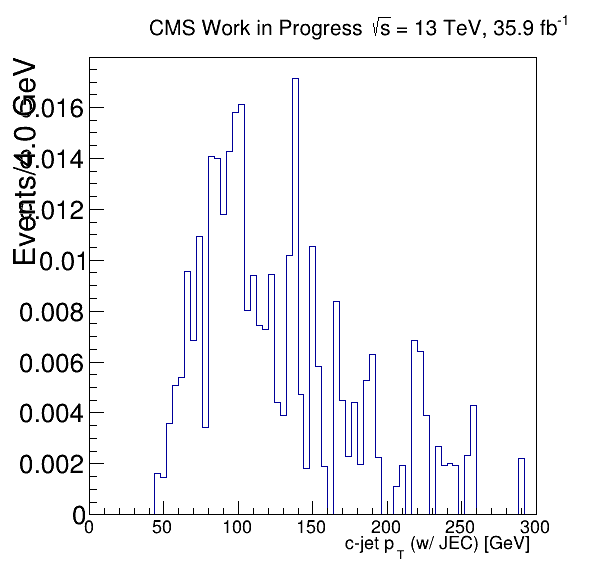 CMS Work in Progress √s = 13 TeV, 35.9 fb⁻¹
Events/4.0 GeV
0.016
0.014
0.012
0.01
0.008
0.006
0.004
0.002
0
0 50 100 150 200 250 300
c-jet p_T (w/ JEC) [GeV]